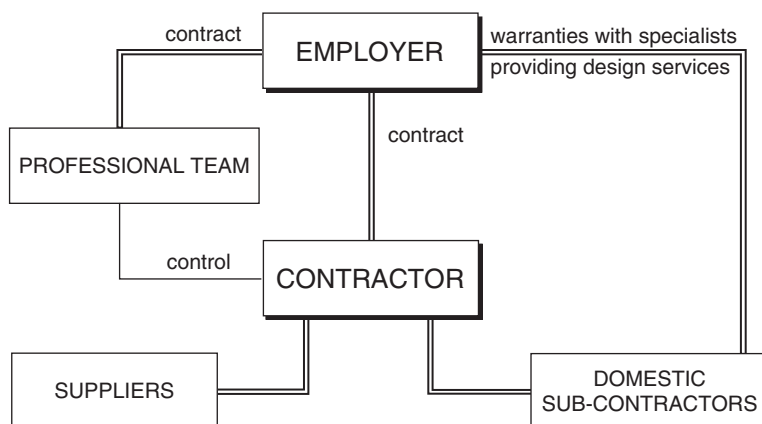 contract
EMPLOYER
warranties with specialists
providing design services
contract
PROFESSIONAL TEAM
control
CONTRACTOR
SUPPLIERS
DOMESTIC
SUB-CONTRACTORS